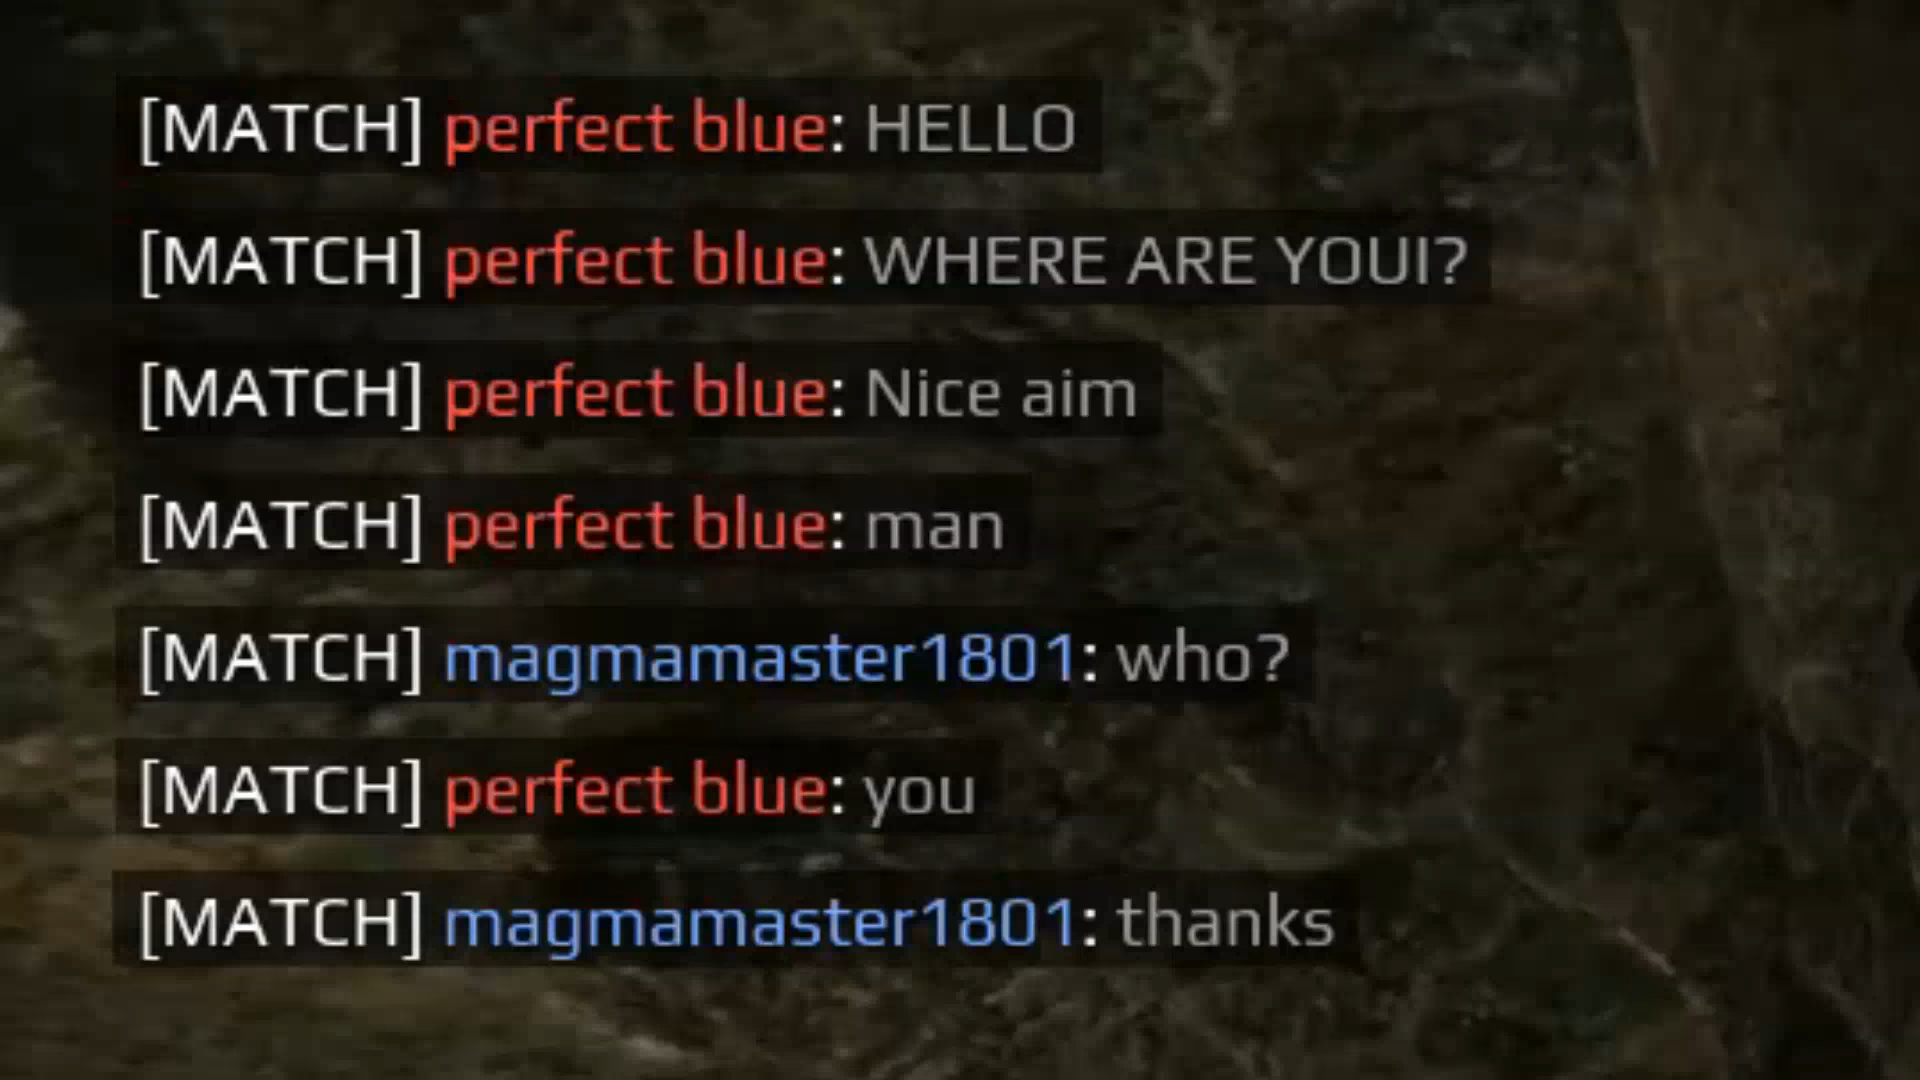 [MATCH] perfect blue: HELLO
[MATCH] perfect blue: WHERE ARE YOUI?
[MATCH] perfect blue: Nice aim
[MATCH] perfect blue: man
[MATCH] magmamaster1801: who?
[MATCH] perfect blue: you
[MATCH] magmamaster1801: thanks